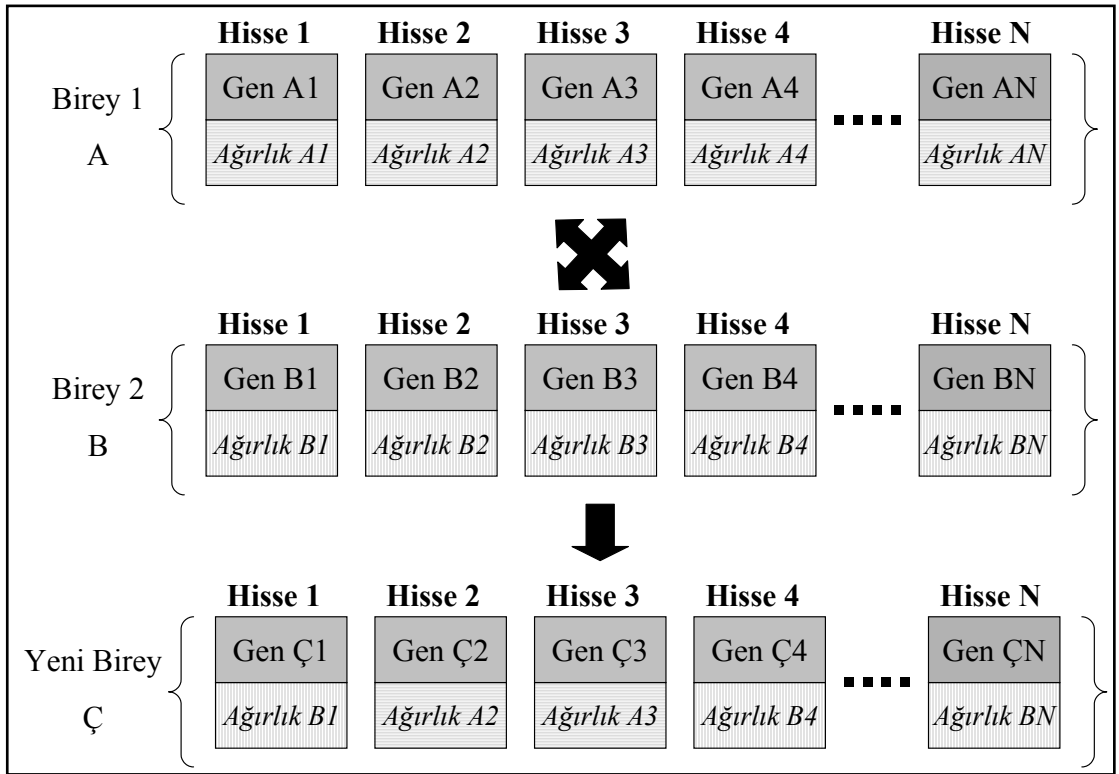 Hisse 1 Hisse 2 Hisse 3 Hisse 4 Hisse N
Birey 1 Gen A1 Gen A2 Gen A3 Gen A4 Gen AN
A Ağırlık A1 Ağırlık A2 Ağırlık A3 Ağırlık A4 Ağırlık AN
Hisse 1 Hisse 2 Hisse 3 Hisse 4 Hisse N
Birey 2 Gen B1 Gen B2 Gen B3 Gen B4 Gen BN
B Ağırlık B1 Ağırlık B2 Ağırlık B3 Ağırlık B4 Ağırlık BN
Hisse 1 Hisse 2 Hisse 3 Hisse 4 Hisse N
Yeni Birey Gen Ç1 Gen Ç2 Gen Ç3 Gen Ç4 Gen ÇN
Ç Ağırlık B1 Ağırlık A2 Ağırlık A3 Ağırlık B4 Ağırlık BN